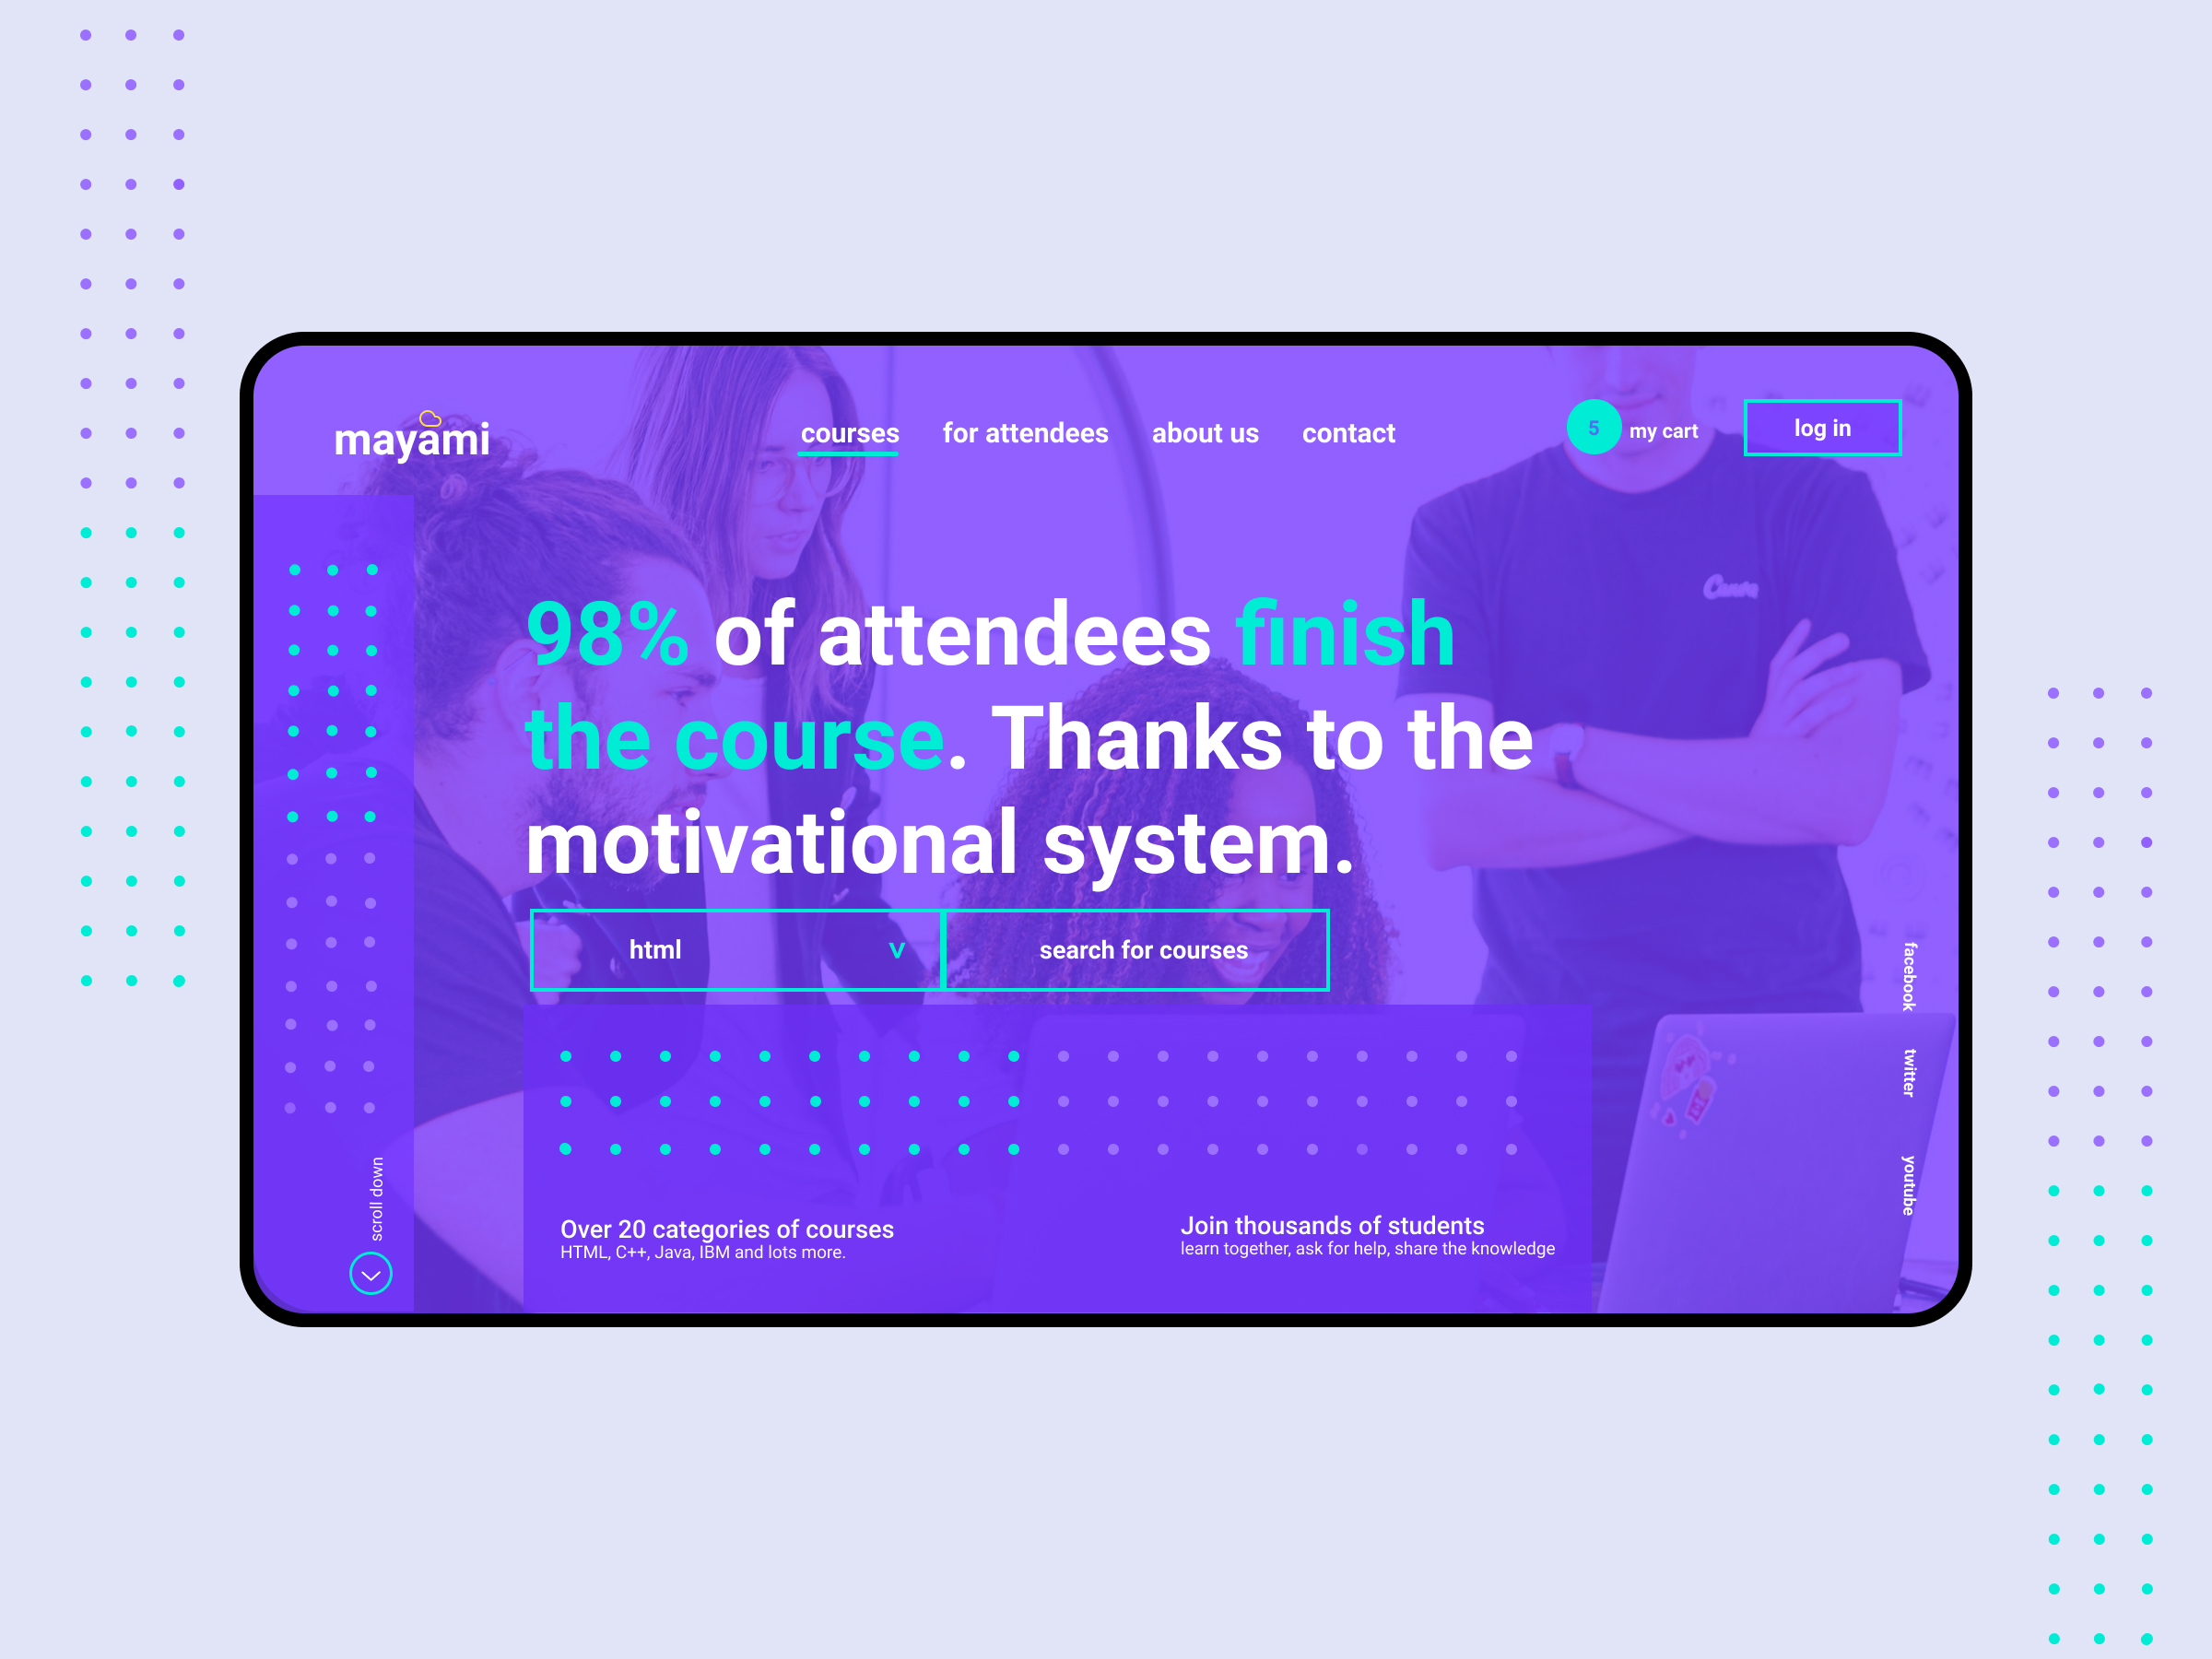 mayami
courses
for attendees
about us
contact
5
my cart
log in
98% of attendees finish
the course. Thanks to the
motivational system.
html
v
search for courses
facebook
twitter
youtube
scroll down
Over 20 categories of courses
HTML, C++, Java, IBM and lots more.
Join thousands of students
learn together, ask for help, share the knowledge